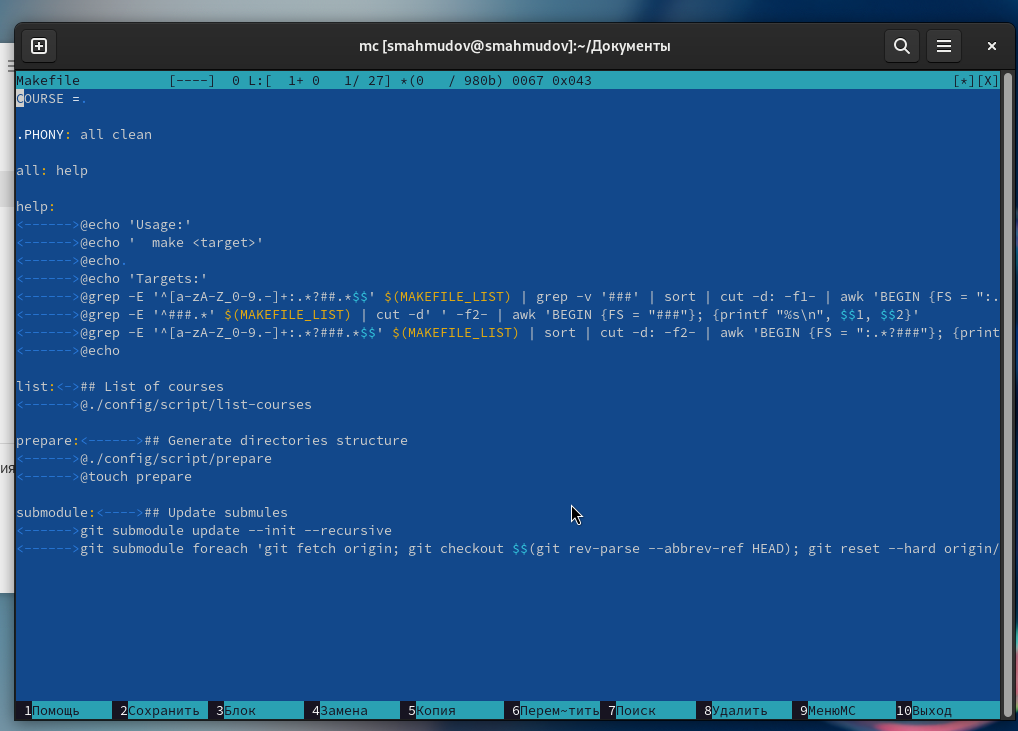 mc [smahmudov@smahmudov]:~/Документы
Makefile [----] 0 L:[ 1+ 0 1/ 27] *(0 / 980b) 0067 0x043 [*][X]
COURSE =.
.PHONY: all clean
all: help
help:
<------>@echo 'Usage:'
<------>@echo '  make <target>'
<------>@echo.
<------>@echo 'Targets:'
<------>@grep -E '^[a-zA-Z_0-9.-]+:.*?##.*$$' $(MAKEFILE_LIST) | grep -v '###' | sort | cut -d: -f1- | awk 'BEGIN {FS = ":.
<------>@grep -E '^###.*' $(MAKEFILE_LIST) | cut -d' ' -f2- | awk 'BEGIN {FS = "###"}; {printf "%s\n", $$1, $$2}'
<------>@grep -E '^[a-zA-Z_0-9.-]+:.*?###.*$$' $(MAKEFILE_LIST) | sort | cut -d: -f2- | awk 'BEGIN {FS = ":.*?###"}; {print
<------>@echo
list:<->## List of courses
<------>@./config/script/list-courses
prepare:<------>## Generate directories structure
<------>@./config/script/prepare
<------>@touch prepare
ия
submodule:<---->## Update submules
<------>git submodule update --init --recursive
<------>git submodule foreach 'git fetch origin; git checkout $$(git rev-parse --abbrev-ref HEAD); git reset --hard origin/
1Помощь 2Сохранить 3Блок 4Замена 5Копия 6Перем~тить 7Поиск 8Удалить 9МенюMC 10Выход